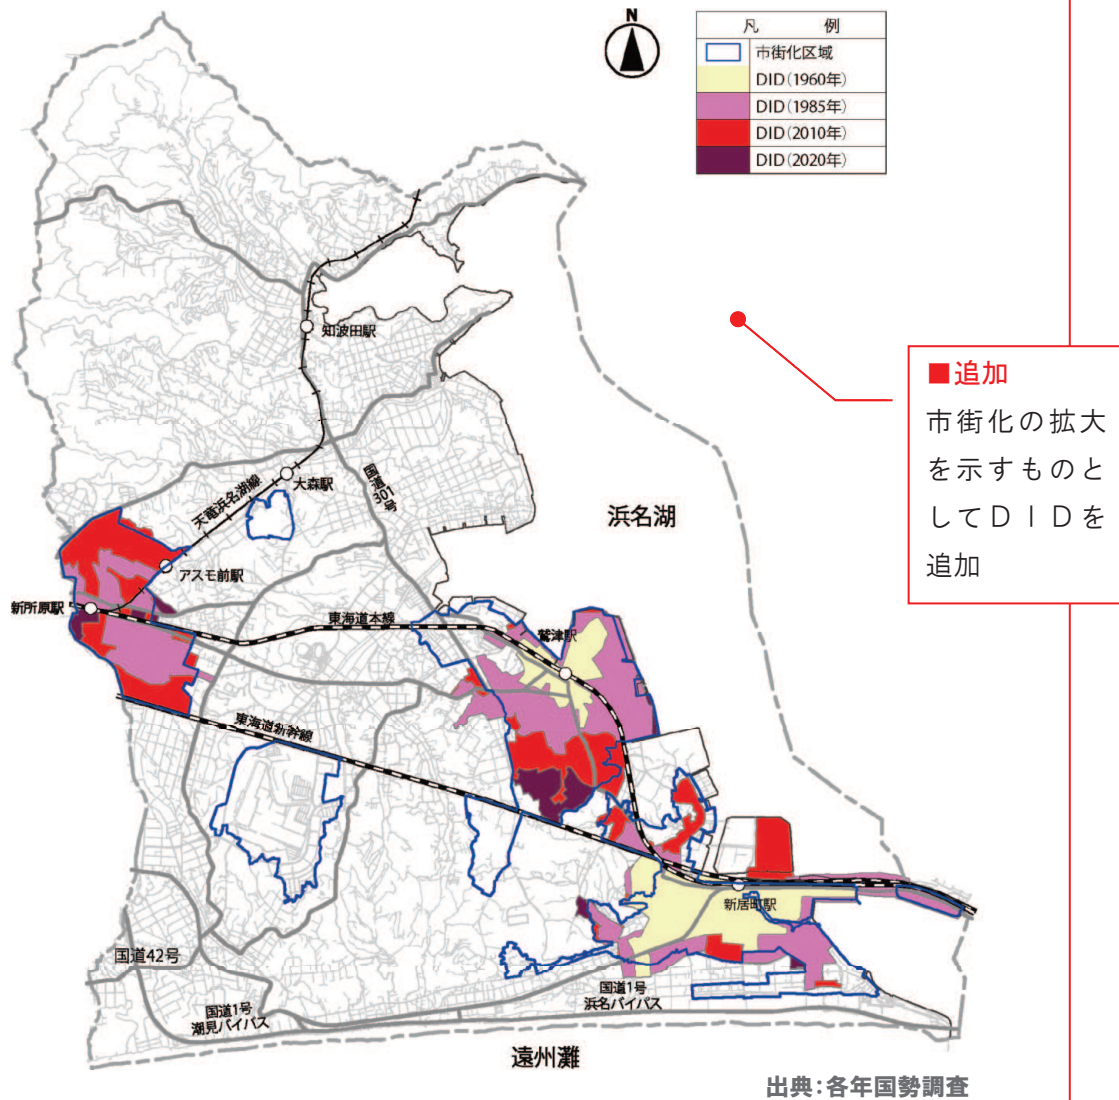 N
凡 例
市街化区域
DID(1960年)
DID(1985年)
DID(2010年)
DID(2020年)
知波田駅
大森駅
国道
301
号
天竜浜名湖線
浜名湖
■追加
市街化の拡大
を示すものと
してＤＩＤを
追加
アスモ前駅
新所原駅
東海道本線
鷲津駅
東海道新幹線
新居町駅
国道42号
国道1号
潮見バイパス
国道1号
浜名バイパス
遠州灘
出典:各年国勢調査